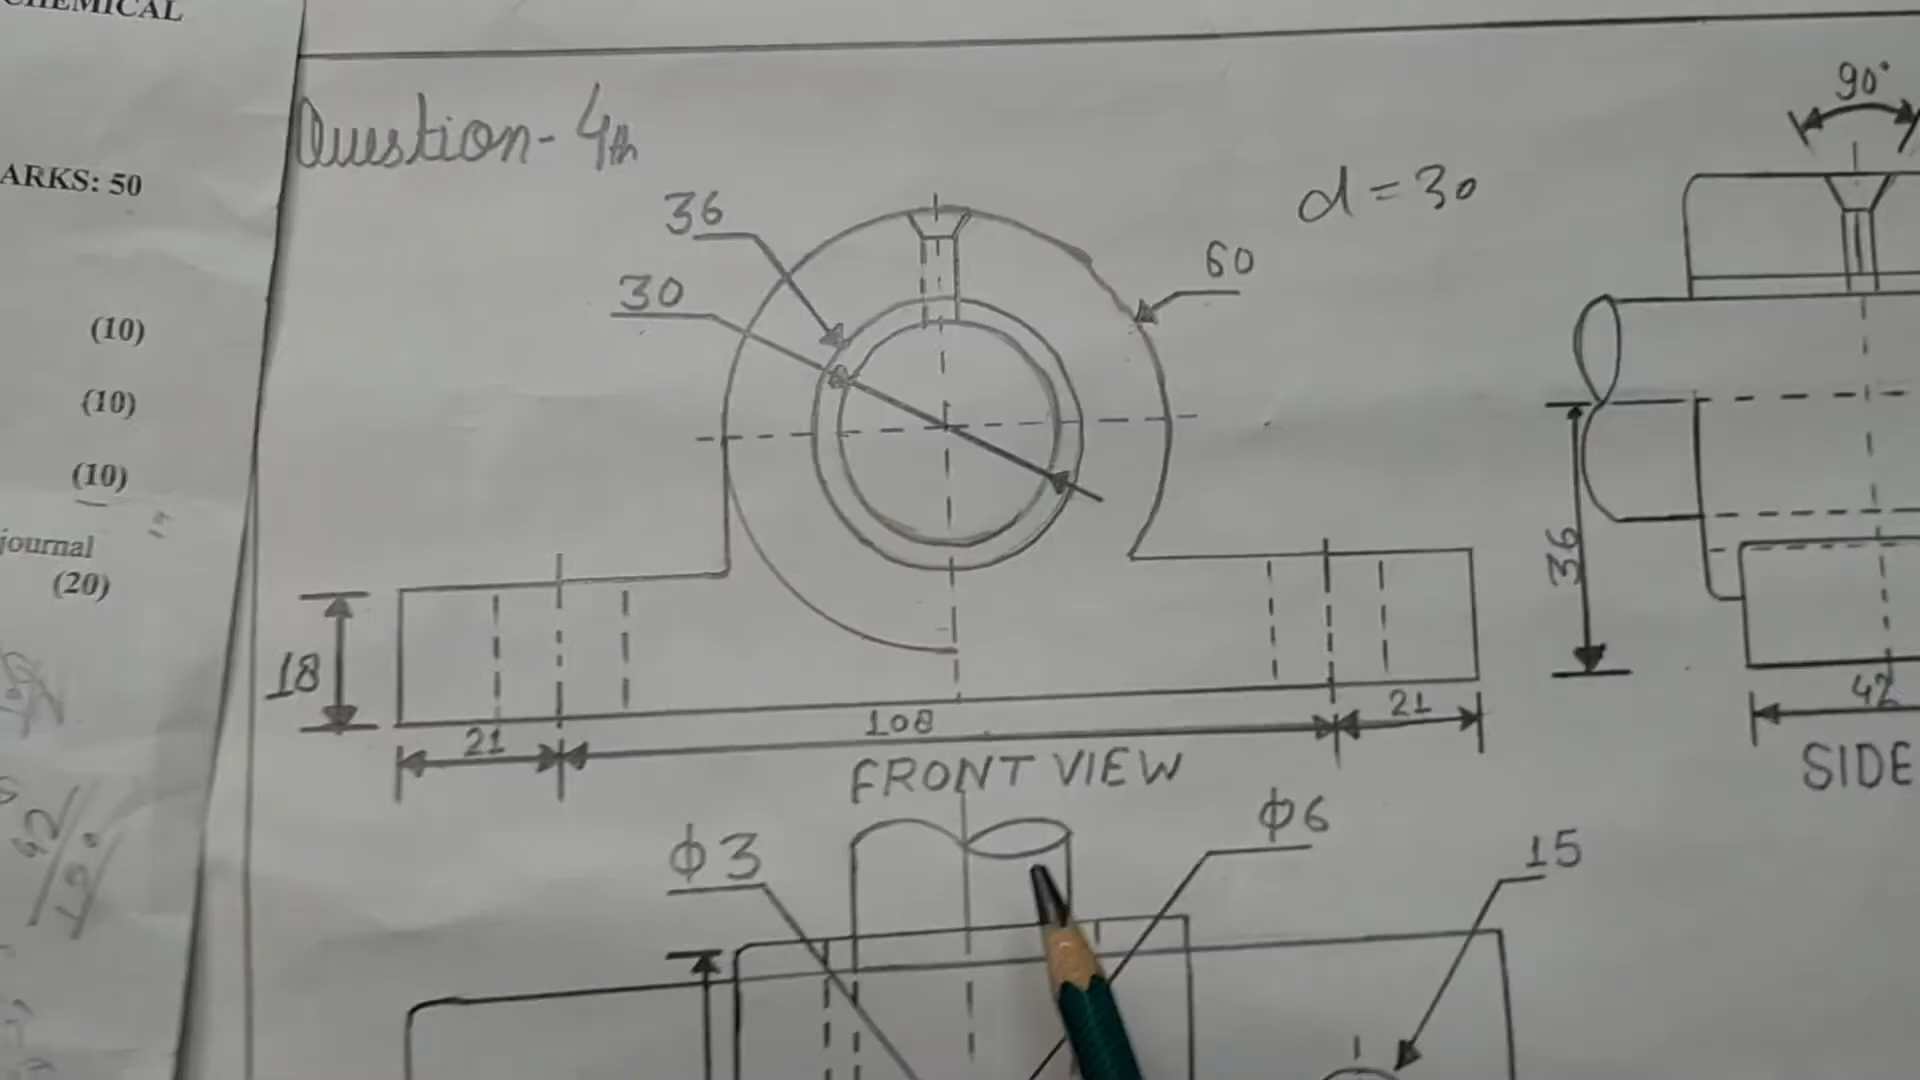 CHEMICAL
ARKS: 50
(10)
(10)
(10)
journal
(20)
Question- 4th
d = 30
90°
36
30
60
18
21
108
21
FRONT VIEW
36
42
SIDE
Φ3
Φ6
15